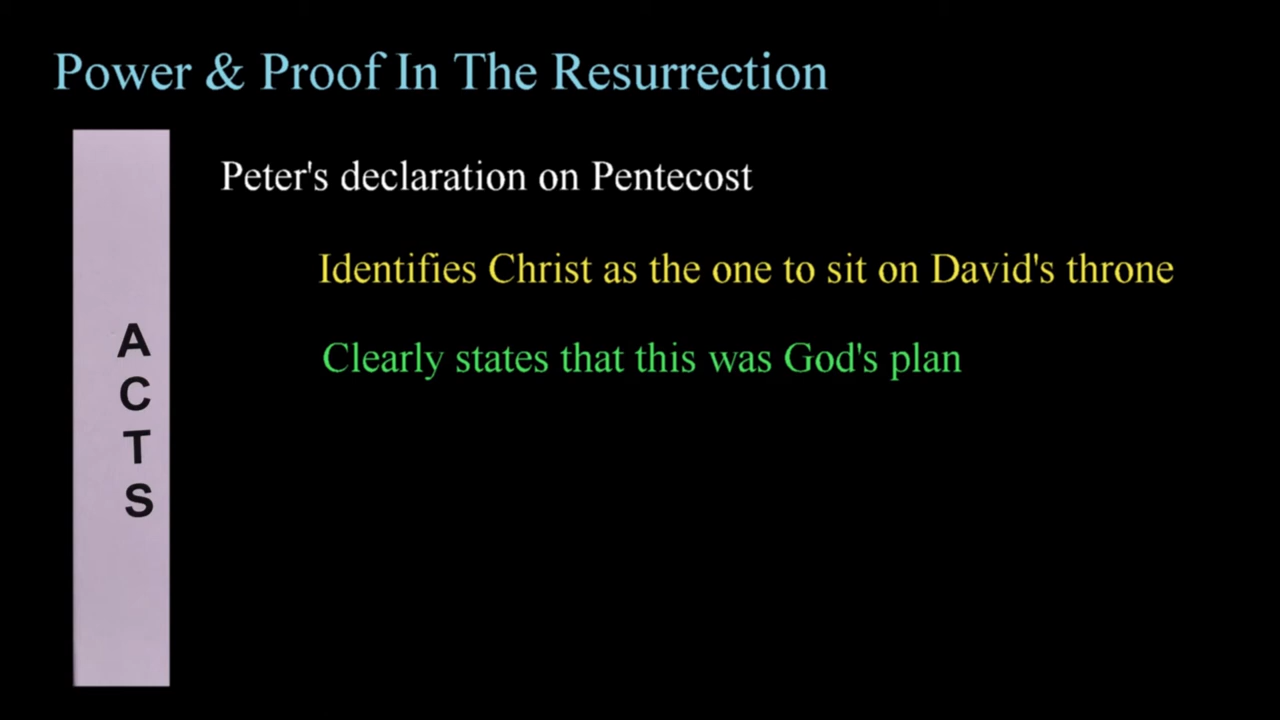 Power & Proof In The Resurrection
Peter's declaration on Pentecost
Identifies Christ as the one to sit on David's throne
Clearly states that this was God's plan
A
C
T
S